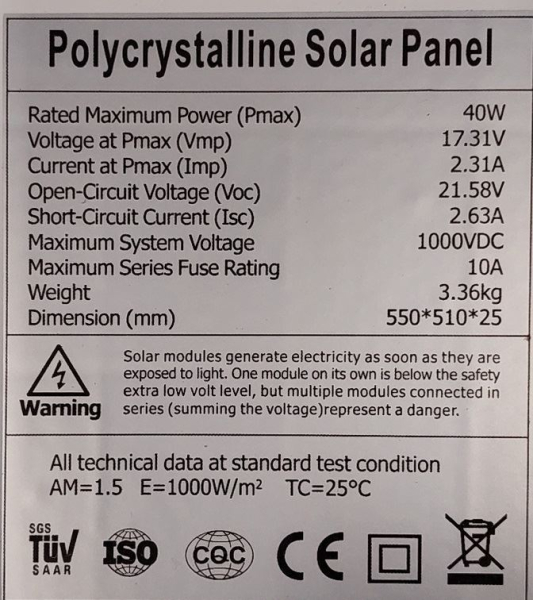 Polycrystalline Solar Panel
Rated Maximum Power (Pmax) 40W
Voltage at Pmax (Vmp) 17.31V
Current at Pmax (Imp) 2.31A
Open-Circuit Voltage (Voc) 21.58V
Short-Circuit Current (Isc) 2.63A
Maximum System Voltage 1000VDC
Maximum Series Fuse Rating 10A
Weight 3.36kg
Dimension (mm) 550*510*25
Solar modules generate electricity as soon as they are
exposed to light. One module on its own is below the safety
extra low volt level, but multiple modules connected in
series (summing the voltage)represent a danger.
Warning
All technical data at standard test condition
AM=1.5 E=1000W/m² TC=25°C
SGS
TÜV
SAAR
ISO
CQC
CE